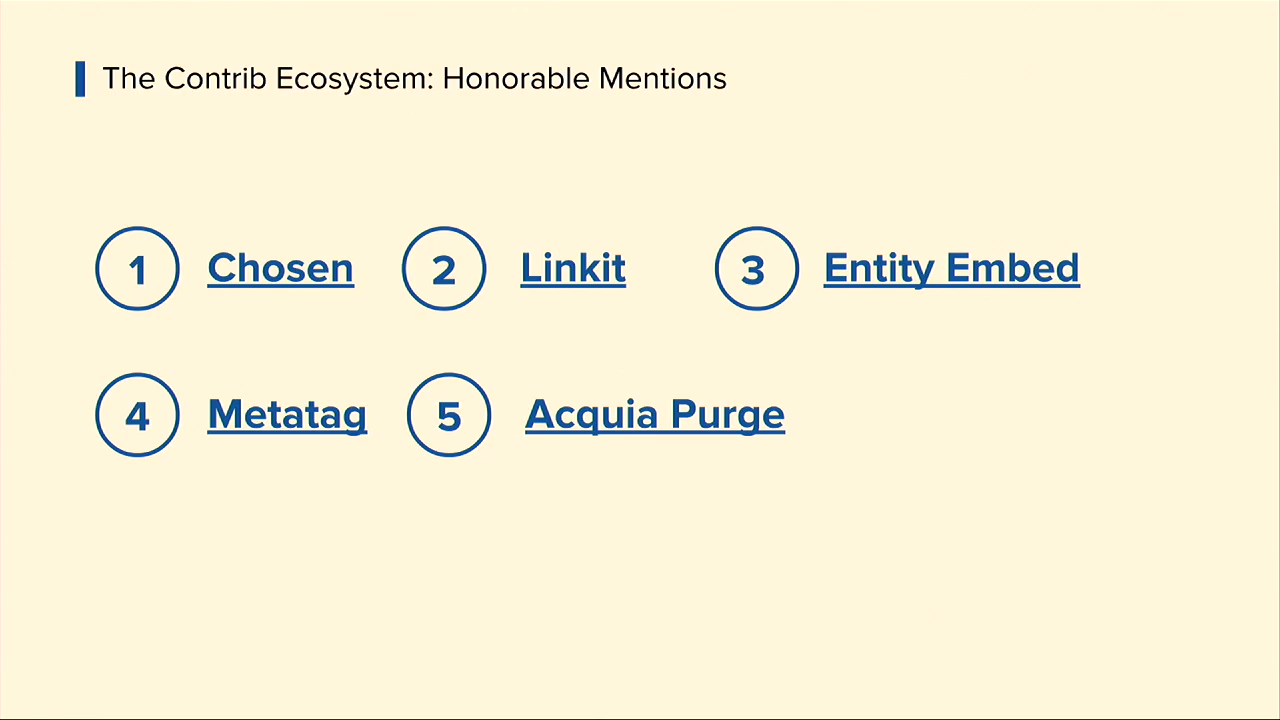 The Contrib Ecosystem: Honorable Mentions
1 Chosen 2 Linkit 3 Entity Embed
4 Metatag 5 Acquia Purge